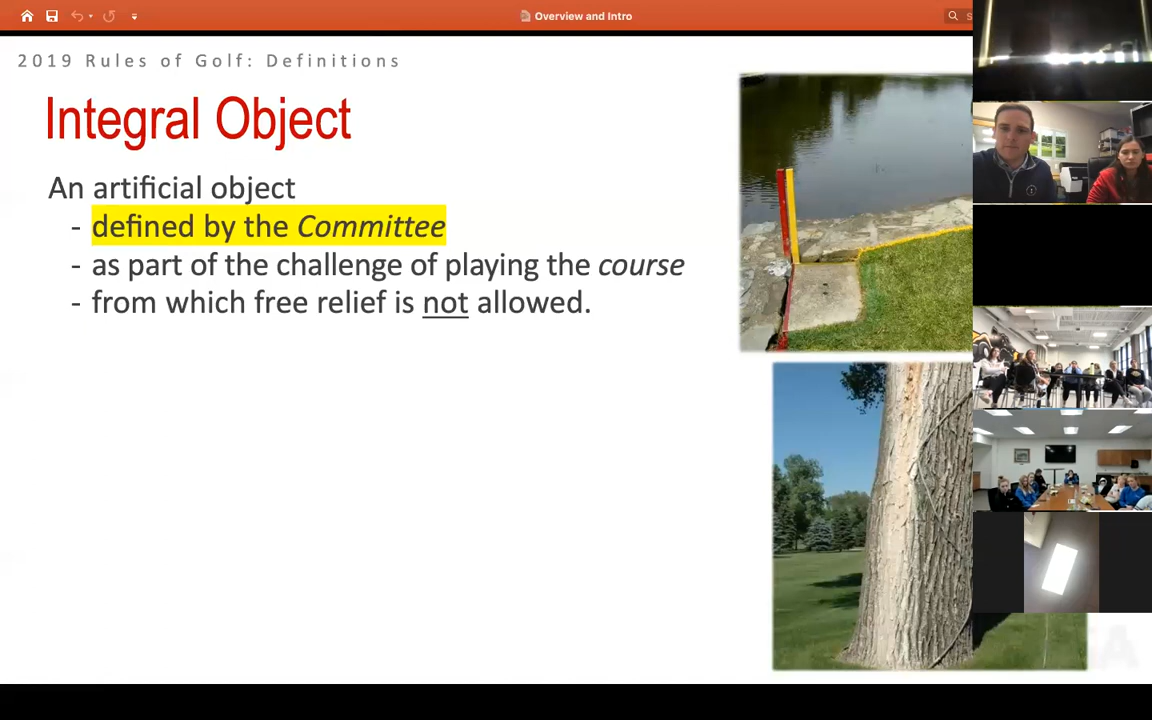 Overview and Intro
2019 Rules of Golf: Definitions
Integral Object
An artificial object
- defined by the Committee
- as part of the challenge of playing the course
- from which free relief is not allowed.